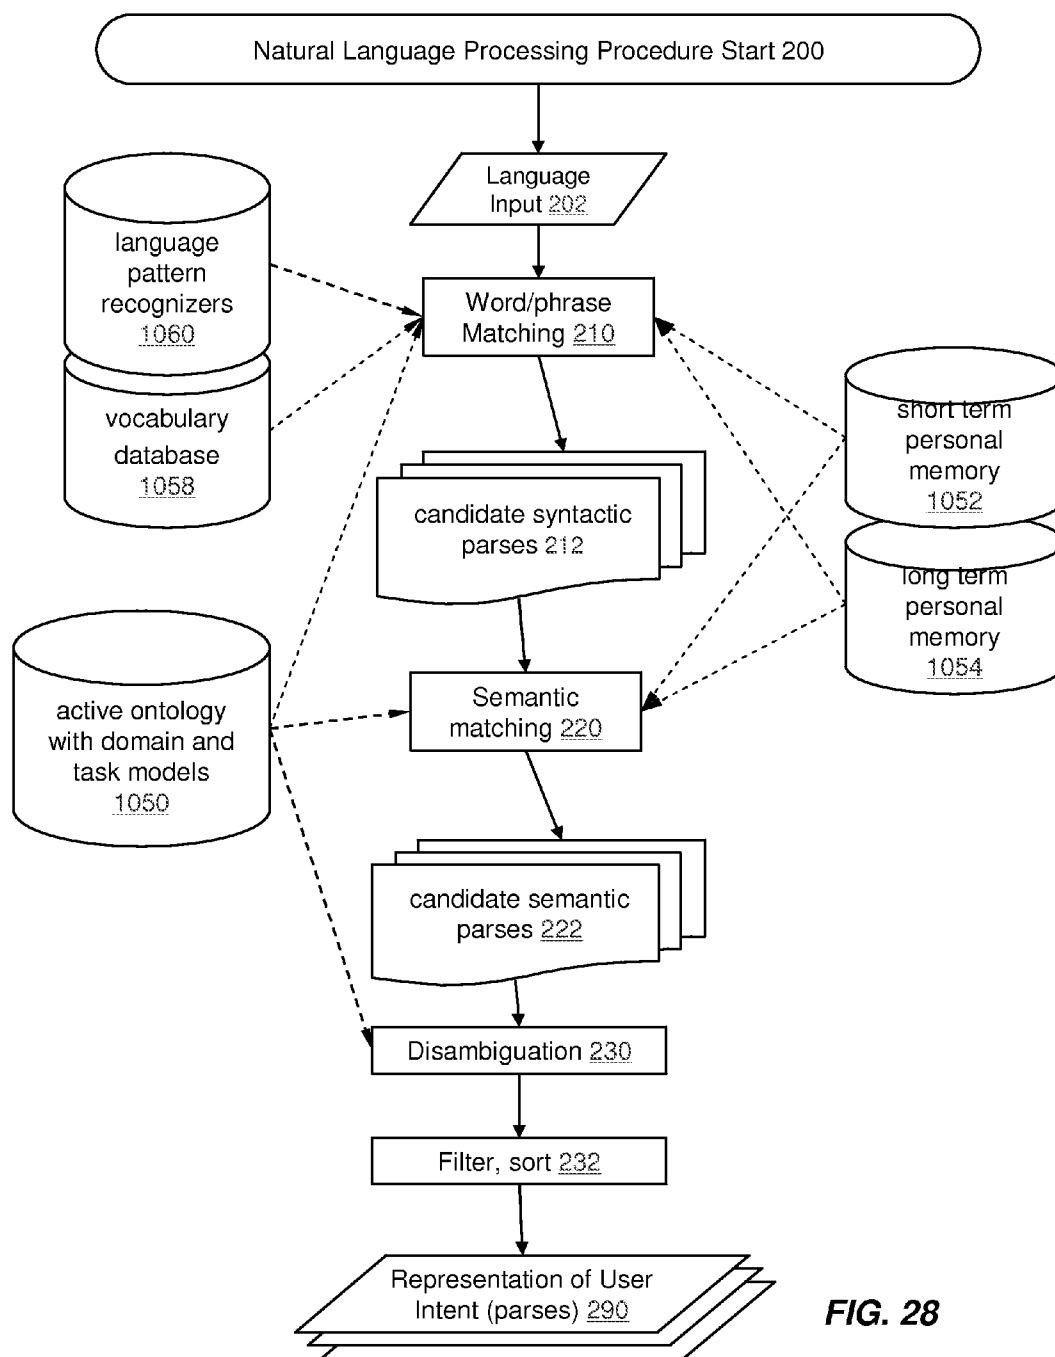 Natural Language Processing Procedure Start 200
Language
Input 202
language
pattern
recognizers
1060
Word/phrase
Matching 210
vocabulary
database
1058
short term
personal
memory
1052
candidate syntactic
parses 212
long term
personal
memory
1054
active ontology
with domain and
task models
1050
Semantic
matching 220
candidate semantic
parses 222
Disambiguation 230
Filter, sort 232
Representation of User
Intent (parses) 290
FIG. 28